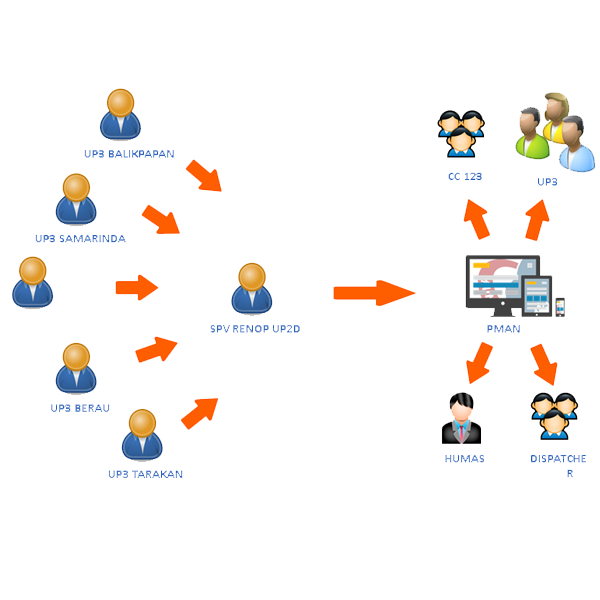 UP3 BALIKPAPAN
CC 123
UP3
UP3 SAMARINDA
SPV RENOP UP2D
PMAN
UP3 BERAU
HUMAS
DISPATCHE
R
UP3 TARAKAN